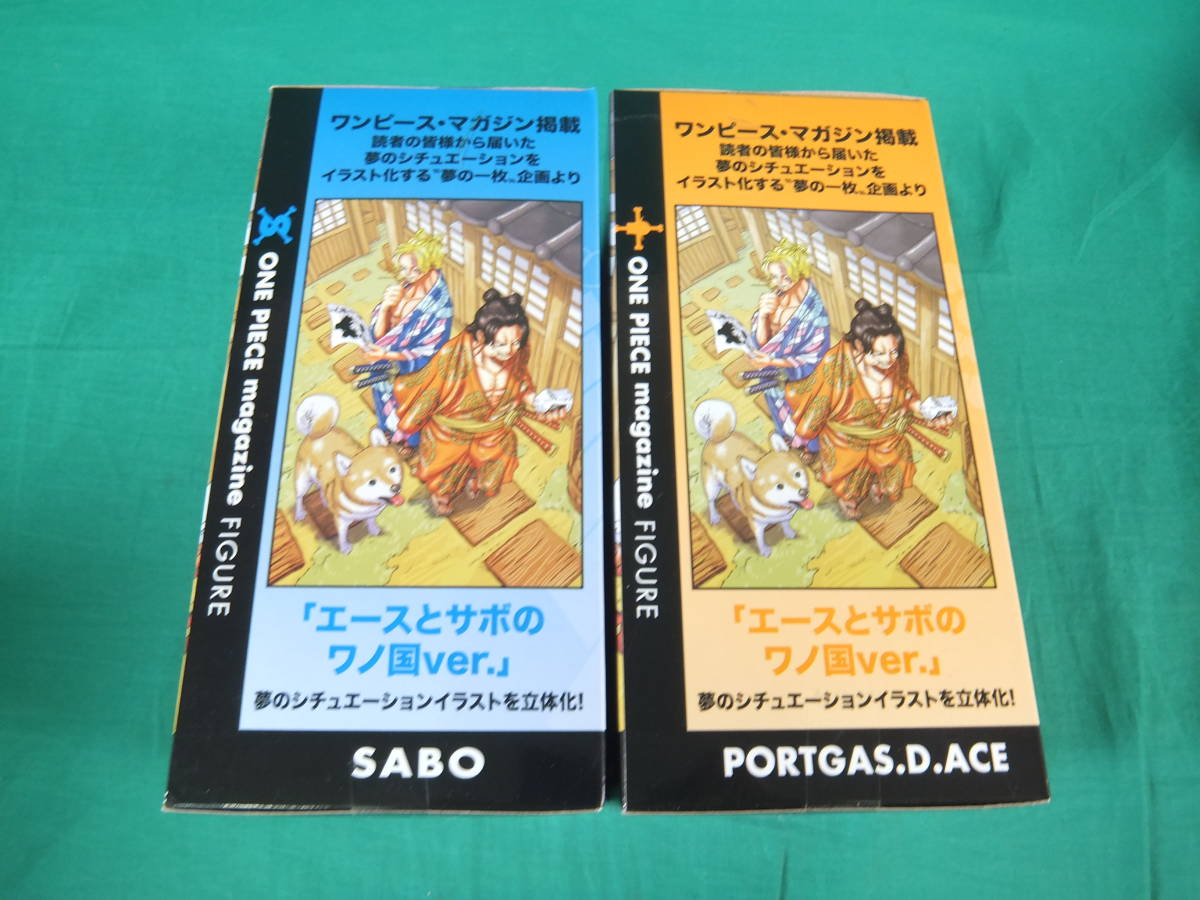 ワンピース・マガジン掲載
読者の皆様から届いた
夢のシチュエーションを
イラスト化する〝夢の一枚〟企画より
ONE PIECE magazine FIGURE
「エースとサボの
ワノ国ver.」
夢のシチュエーションイラストを立体化!
SABO
ワンピース・マガジン掲載
読者の皆様から届いた
夢のシチュエーションを
イラスト化する〝夢の一枚〟企画より
ONE PIECE magazine FIGURE
「エースとサボの
ワノ国ver.」
夢のシチュエーションイラストを立体化!
PORTGAS.D.ACE